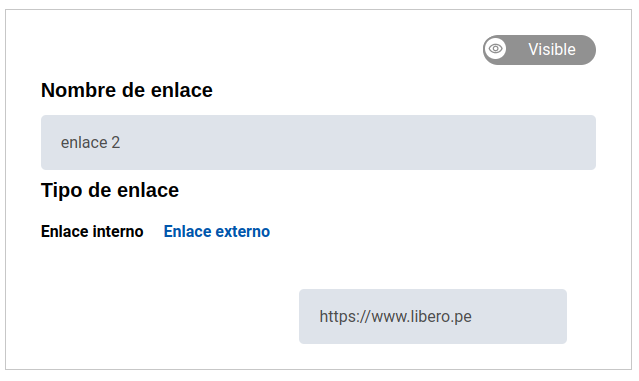 Visible
Nombre de enlace
enlace 2
Tipo de enlace
Enlace interno Enlace externo
https://www.libero.pe